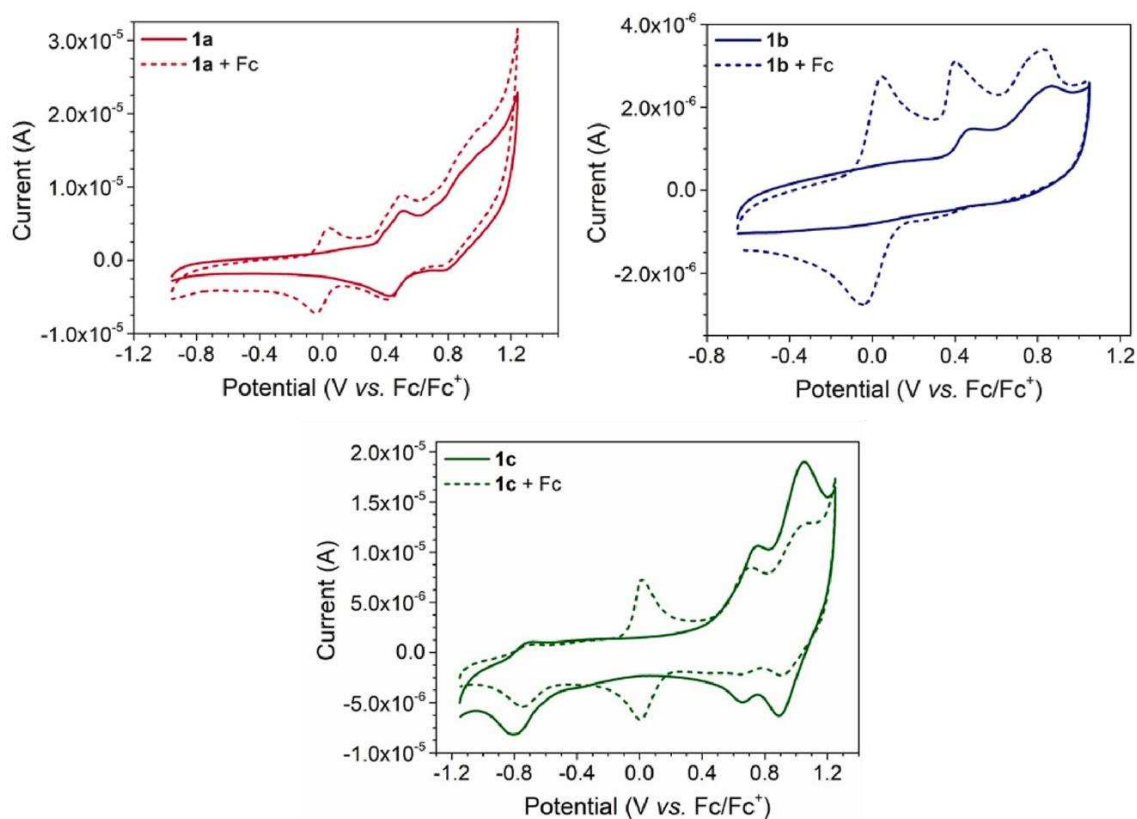 1a
1a + Fc
3.0x10⁻⁵
2.0x10⁻⁵
1.0x10⁻⁵
0.0
-1.0x10⁻⁵
Current (A)
-1.2 -0.8 -0.4 0.0 0.4 0.8 1.2
Potential (V vs. Fc/Fc⁺)
1b
1b + Fc
4.0x10⁻⁶
2.0x10⁻⁶
0.0
-2.0x10⁻⁶
Current (A)
-0.8 -0.4 0.0 0.4 0.8 1.2
Potential (V vs. Fc/Fc⁺)
1c
1c + Fc
2.0x10⁻⁵
1.5x10⁻⁵
1.0x10⁻⁵
5.0x10⁻⁶
0.0
-5.0x10⁻⁶
-1.0x10⁻⁵
Current (A)
-1.2 -0.8 -0.4 0.0 0.4 0.8 1.2
Potential (V vs. Fc/Fc⁺)